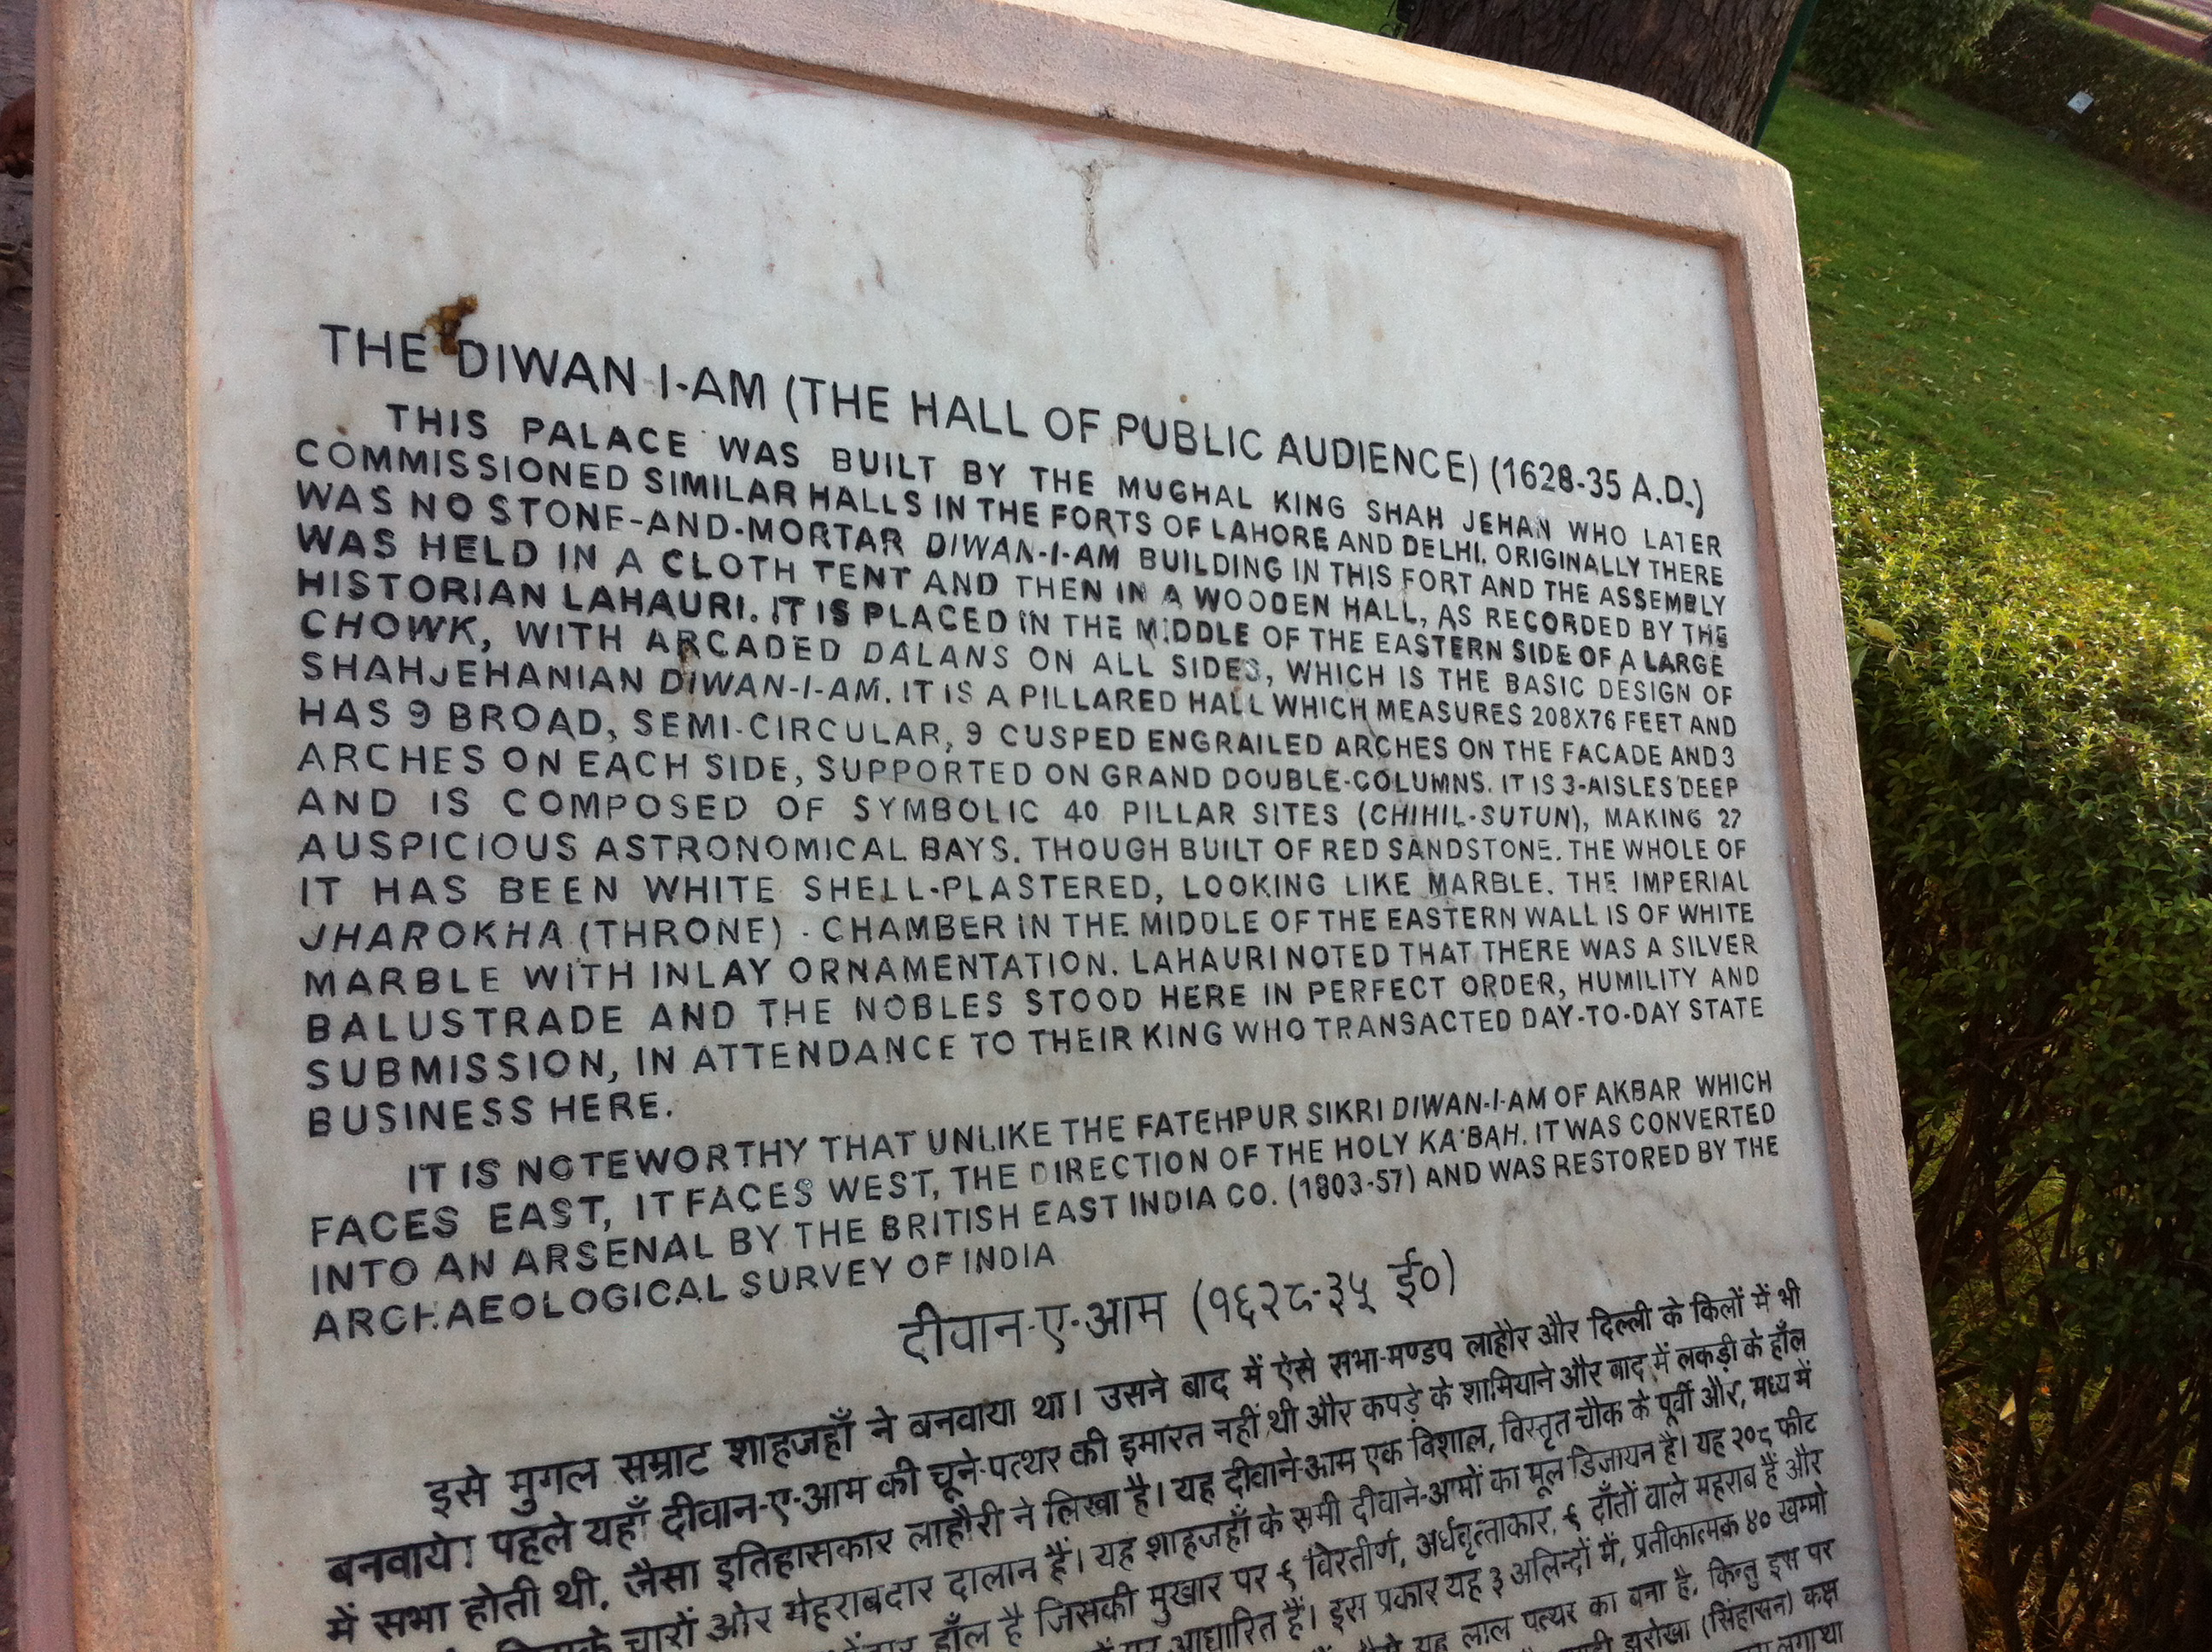 THE DIWAN-I-AM (THE HALL OF PUBLIC AUDIENCE) (1628-35 A.D.)
THIS PALACE WAS BUILT BY THE MUGHAL KING SHAH JEHAN WHO LATER
COMMISSIONED SIMILAR HALLS IN THE FORTS OF LAHORE AND DELHI. ORIGINALLY THERE
WAS NO STONE-AND-MORTAR DIWAN-I-AM BUILDING IN THIS FORT AND THE ASSEMBLY
WAS HELD IN A CLOTH TENT AND THEN IN A WOODEN HALL, AS RECORDED BY THE
HISTORIAN LAHAURI. IT IS PLACED IN THE MIDDLE OF THE EASTERN SIDE OF A LARGE
CHOWK, WITH ARCADED DALANS ON ALL SIDES, WHICH IS THE BASIC DESIGN OF
SHAHJEHANIAN DIWAN-I-AM. IT IS A PILLARED HALL WHICH MEASURES 208X76 FEET AND
HAS 9 BROAD, SEMI-CIRCULAR, 9 CUSPED ENGRAILED ARCHES ON THE FACADE AND 3
ARCHES ON EACH SIDE, SUPPORTED ON GRAND DOUBLE-COLUMNS. IT IS 3-AISLES DEEP
AND IS COMPOSED OF SYMBOLIC 40 PILLAR SITES (CHIHIL-SUTUN), MAKING 27
AUSPICIOUS ASTRONOMICAL BAYS. THOUGH BUILT OF RED SANDSTONE. THE WHOLE OF
IT HAS BEEN WHITE SHELL-PLASTERED, LOOKING LIKE MARBLE. THE IMPERIAL
JHAROKHA (THRONE) - CHAMBER IN THE MIDDLE OF THE EASTERN WALL IS OF WHITE
MARBLE WITH INLAY ORNAMENTATION. LAHAURI NOTED THAT THERE WAS A SILVER
BALUSTRADE AND THE NOBLES STOOD HERE IN PERFECT ORDER, HUMILITY AND
SUBMISSION, IN ATTENDANCE TO THEIR KING WHO TRANSACTED DAY-TO-DAY STATE
BUSINESS HERE.
IT IS NOTEWORTHY THAT UNLIKE THE FATEHPUR SIKRI DIWAN-I-AM OF AKBAR WHICH
FACES EAST, IT FACES WEST, THE DIRECTION OF THE HOLY KA'BAH. IT WAS CONVERTED
INTO AN ARSENAL BY THE BRITISH EAST INDIA CO. (1803-57) AND WAS RESTORED BY THE
ARCHAEOLOGICAL SURVEY OF INDIA
दीवान-ए-आम (१६२८-३५ ई०)
इसे मुगल सम्राट शाहजहाँ ने बनवाया था। उसने बाद में ऐसे सभा-मण्डप लाहौर और दिल्ली के किलों में भी
बनवाये। पहले यहाँ दीवान-ए-आम की चूने-पत्थर की इमारत नहीं थी और कपड़े के शामियाने और बाद में लकड़ी के हॉल
में सभा होती थी, जैसा इतिहासकार लाहौरी ने लिखा है। यह दीवाने-आम एक विशाल, विस्तृत चौक के पूर्वी और, मध्य में
चारों ओर मेहराबदार दालान हैं। यह शाहजहाँ के सभी दीवाने-आमों का मूल डिजायन है। यह २०८ फीट
हॉल है जिसकी मुखार पर ९ विस्तीर्ण, अर्धवृत्ताकार, ९ दाँतों वाले महराब हैं और
आधारित हैं। इस प्रकार यह ३ अलिन्दों में, प्रतीकात्मक ४० खम्भो
यह लाल पत्थर का बना है, किन्तु इस पर
झरोखा (सिंहासन) कक्ष
लगा था